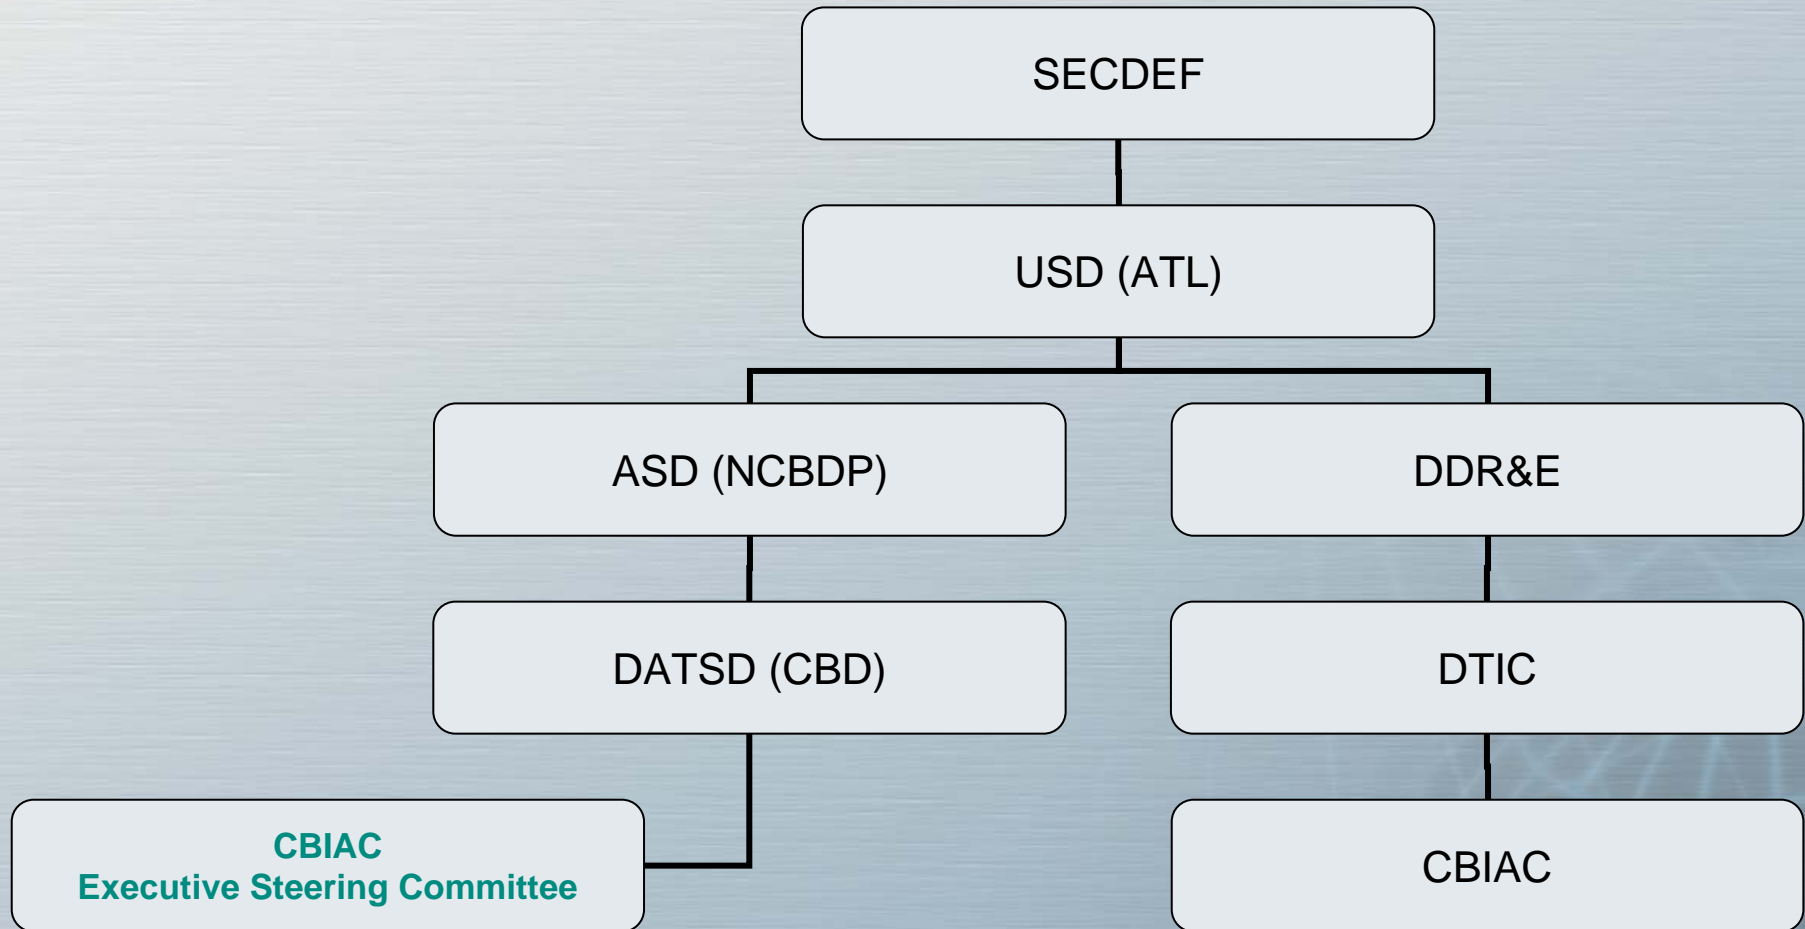 SECDEF
USD (ATL)
ASD (NCBDP)
DDR&E
DATSD (CBD)
DTIC
CBIAC
Executive Steering Committee
CBIAC